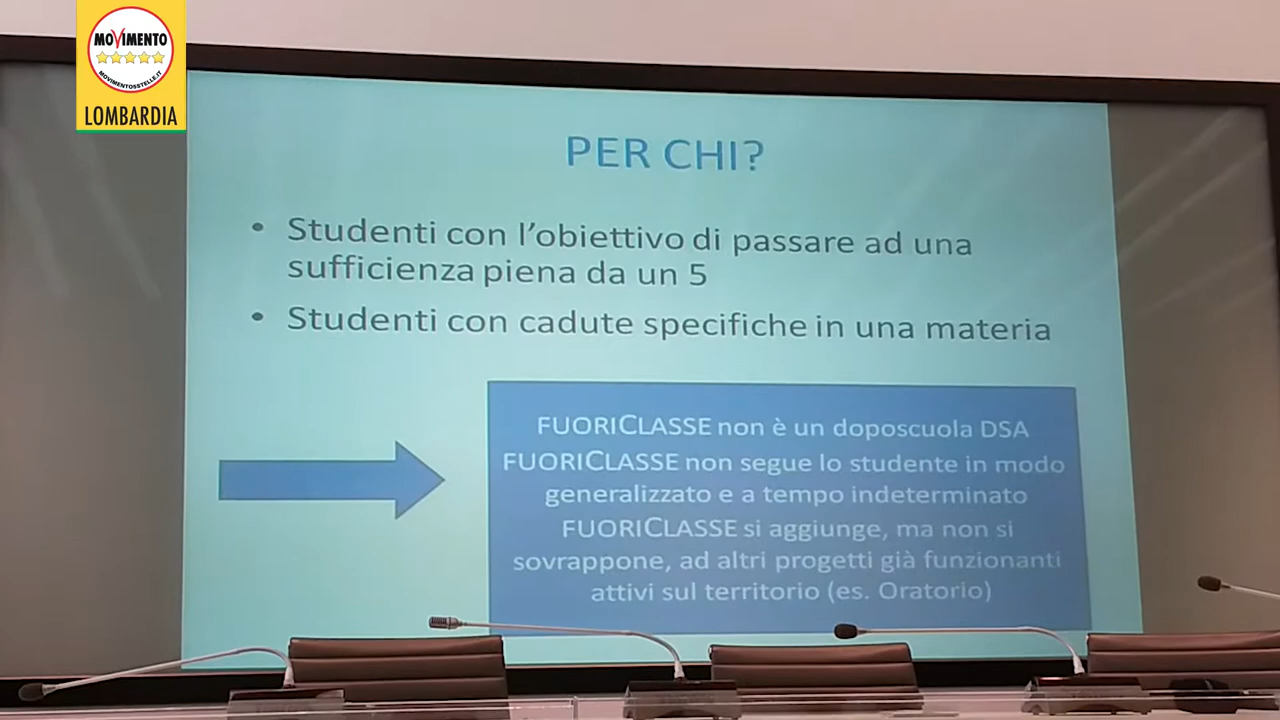 MOVIMENTO
MOVIMENTO5STELLE.IT
LOMBARDIA
PER CHI?
• Studenti con l'obiettivo di passare ad una
sufficienza piena da un 5
• Studenti con cadute specifiche in una materia
FUORICLASSE non è un doposcuola DSA
FUORICLASSE non segue lo studente in modo
generalizzato e a tempo indeterminato
FUORICLASSE si aggiunge, ma non si
sovrappone, ad altri progetti già funzionanti
attivi sul territorio (es. Oratorio)